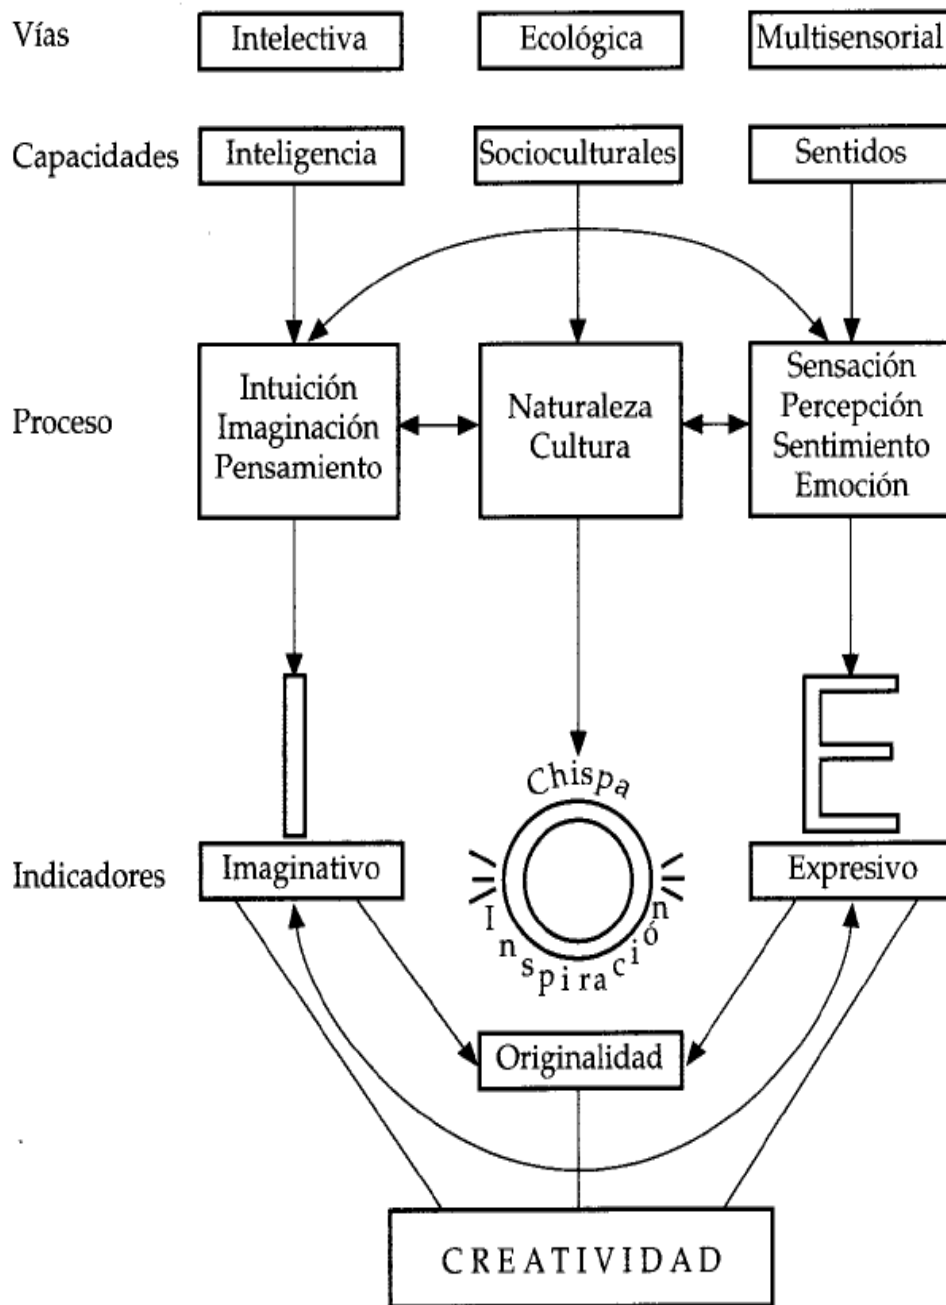 Vías
Intelectiva
Ecológica
Multisensorial
Capacidades
Inteligencia
Socioculturales
Sentidos
Proceso
Intuición
Imaginación
Pensamiento
Naturaleza
Cultura
Sensación
Percepción
Sentimiento
Emoción
I
Chispa
Inspiración
E
Indicadores
Imaginativo
Expresivo
Originalidad
CREATIVIDAD